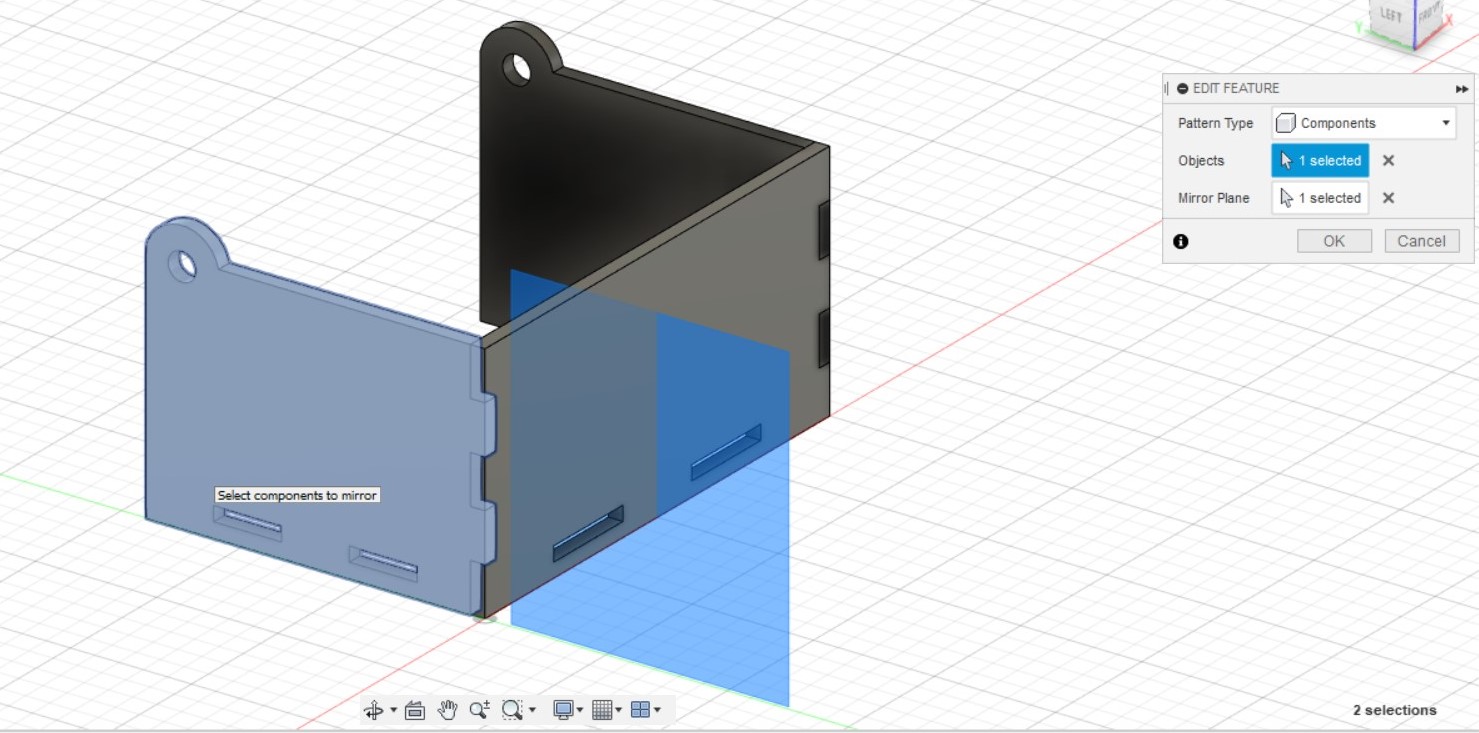 LEFT FRONT
Y X
EDIT FEATURE
Pattern Type Components
Objects 1 selected
Mirror Plane 1 selected
OK Cancel
Select components to mirror
2 selections